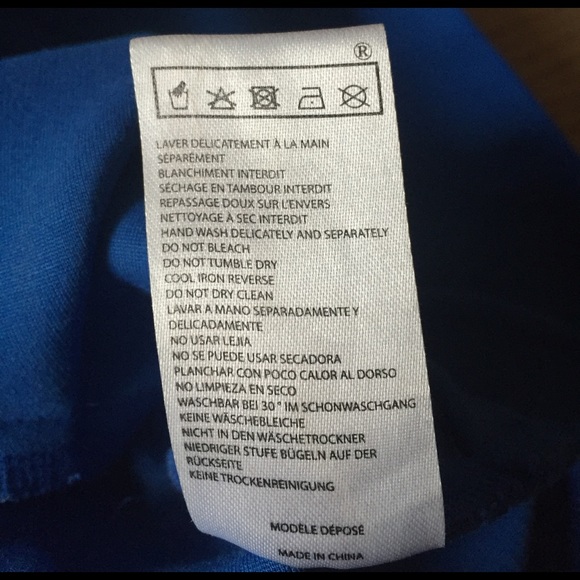 ®
LAVER DÉLICATEMENT À LA MAIN
SÉPARÉMENT
BLANCHIMENT INTERDIT
SÉCHAGE EN TAMBOUR INTERDIT
REPASSAGE DOUX SUR L'ENVERS
NETTOYAGE À SEC INTERDIT
HAND WASH DELICATELY AND SEPARATELY
DO NOT BLEACH
DO NOT TUMBLE DRY
COOL IRON REVERSE
DO NOT DRY CLEAN
LAVAR A MANO SEPARADAMENTE Y
DELICADAMENTE
NO USAR LEJIA
NO SE PUEDE USAR SECADORA
PLANCHAR CON POCO CALOR AL DORSO
NO LIMPIEZA EN SECO
WASCHBAR BEI 30° IM SCHONWASCHGANG
KEINE WÄSCHEBLEICHE
NICHT IN DEN WÄSCHETROCKNER
NIEDRIGER STUFE BÜGELN AUF DER
RÜCKSEITE
KEINE TROCKENREINIGUNG
MODÈLE DÉPOSÉ
MADE IN CHINA